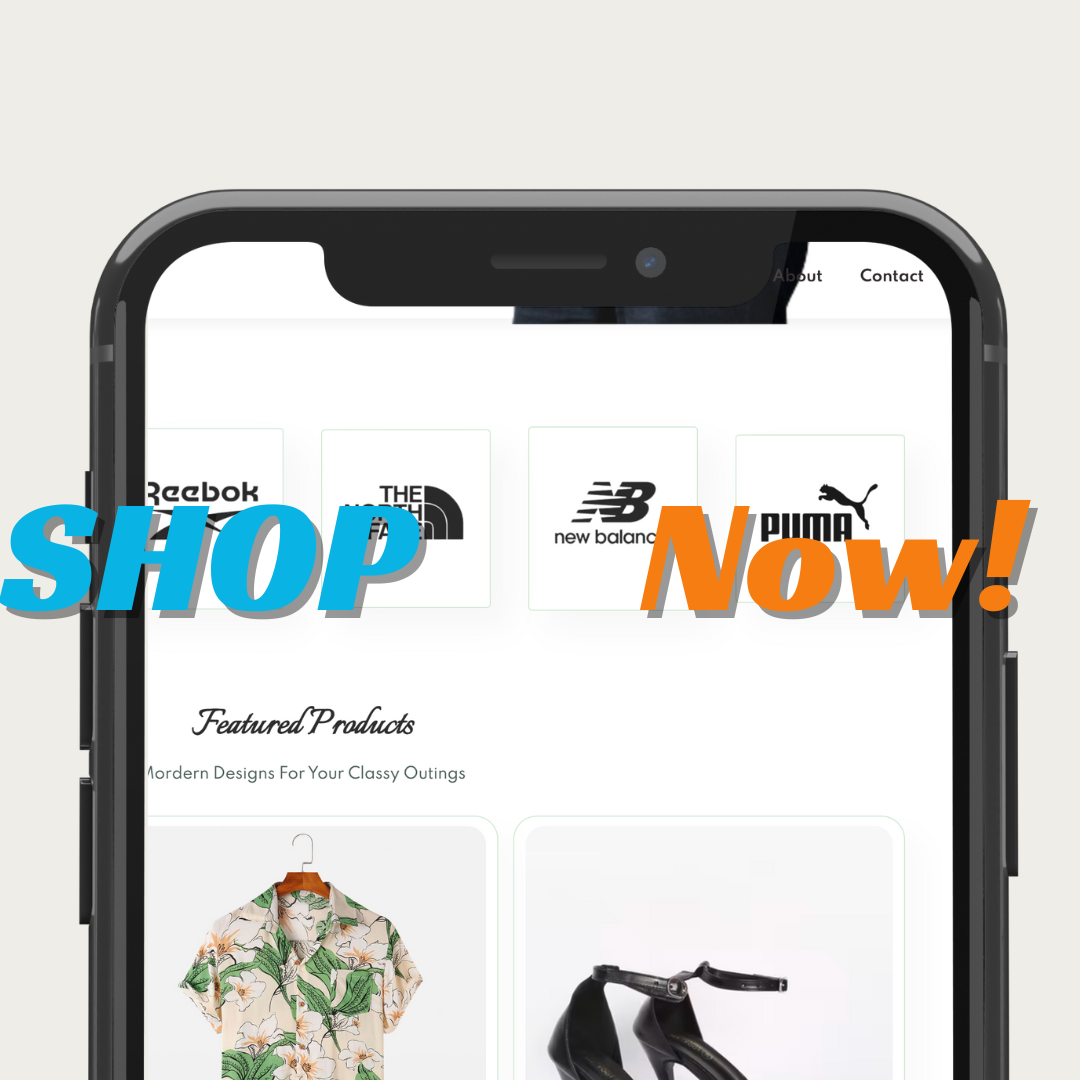 About Contact
Reebok
THE
NORTH
FACE
new balance
PUMA
SHOP Now!
Featured Products
Mordern Designs For Your Classy Outings